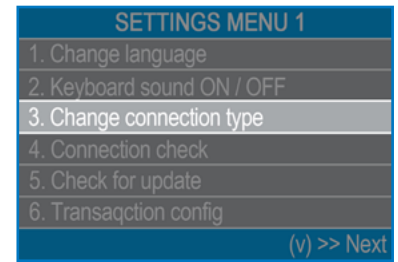 SETTINGS MENU 1
1. Change language
2. Keyboard sound ON / OFF
3. Change connection type
4. Connection check
5. Check for update
6. Transaqction config
(v) >> Next